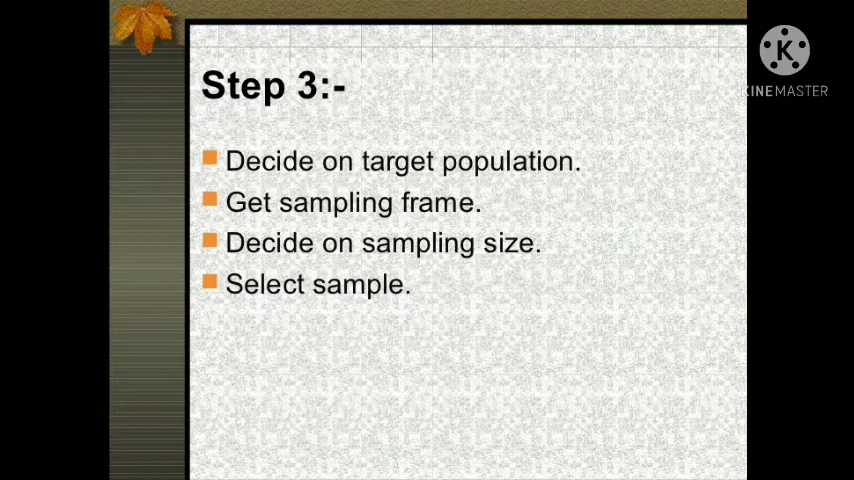 Step 3:-
Decide on target population.
Get sampling frame.
Decide on sampling size.
Select sample.
K
KINEMASTER